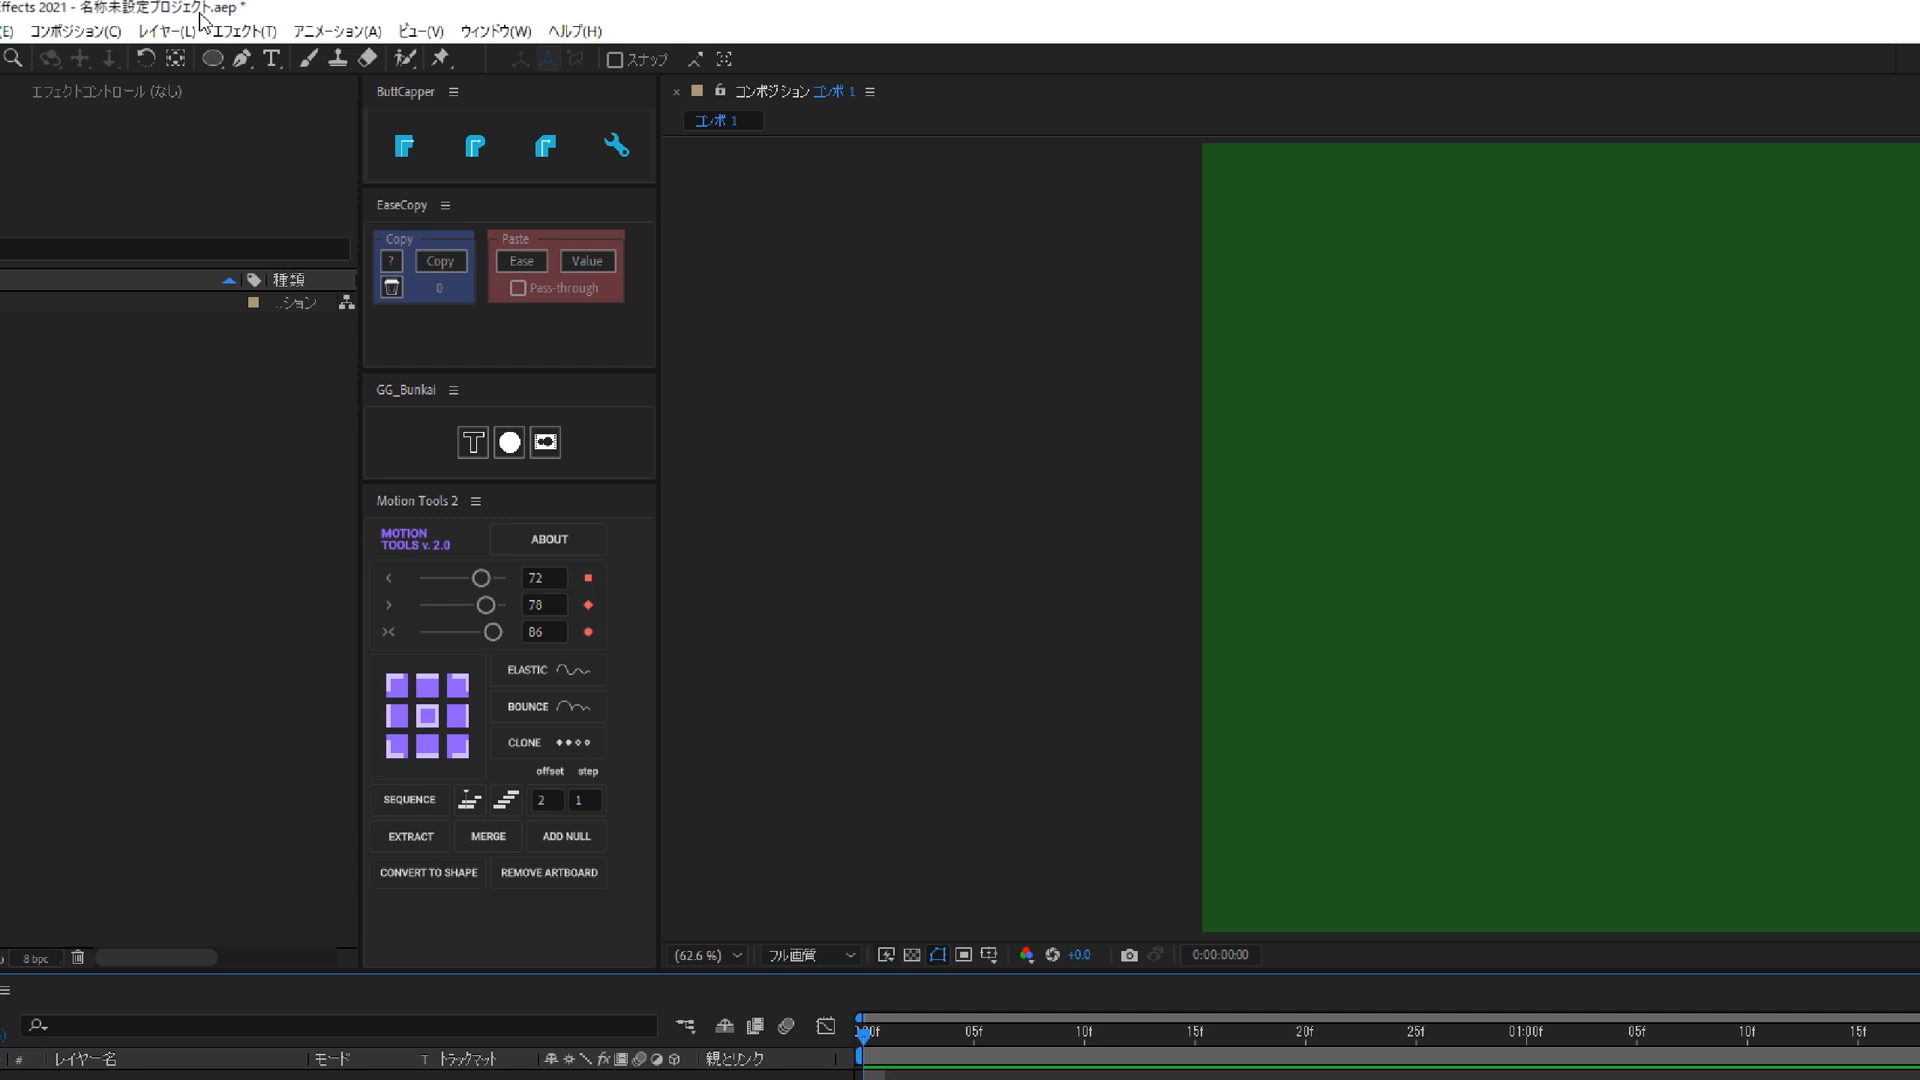 ffects 2021 - 名称未設定プロジェクト.aep *
(E) コンポジション(C) レイヤー(L) エフェクト(T) アニメーション(A) ビュー(V) ウィンドウ(W) ヘルプ(H)
スナップ
エフェクトコントロール (なし)
ButtCapper
コンポジション コンポ 1
コンポ 1
EaseCopy
Copy
Paste
?
Copy
Ease
Value
0
Pass-through
種類
..ション
GG_Bunkai
T
Motion Tools 2
MOTION
TOOLS v. 2.0
ABOUT
72
78
86
ELASTIC
BOUNCE
CLONE
offset step
SEQUENCE
2
1
EXTRACT
MERGE
ADD NULL
CONVERT TO SHAPE
REMOVE ARTBOARD
8 bpc
(62.6 %)
フル画質
+0.0
0:00:00:00
05f
10f
15f
20f
25f
01:00f
05f
10f
15f
# レイヤー名
モード
T トラックマット
fx
親とリンク